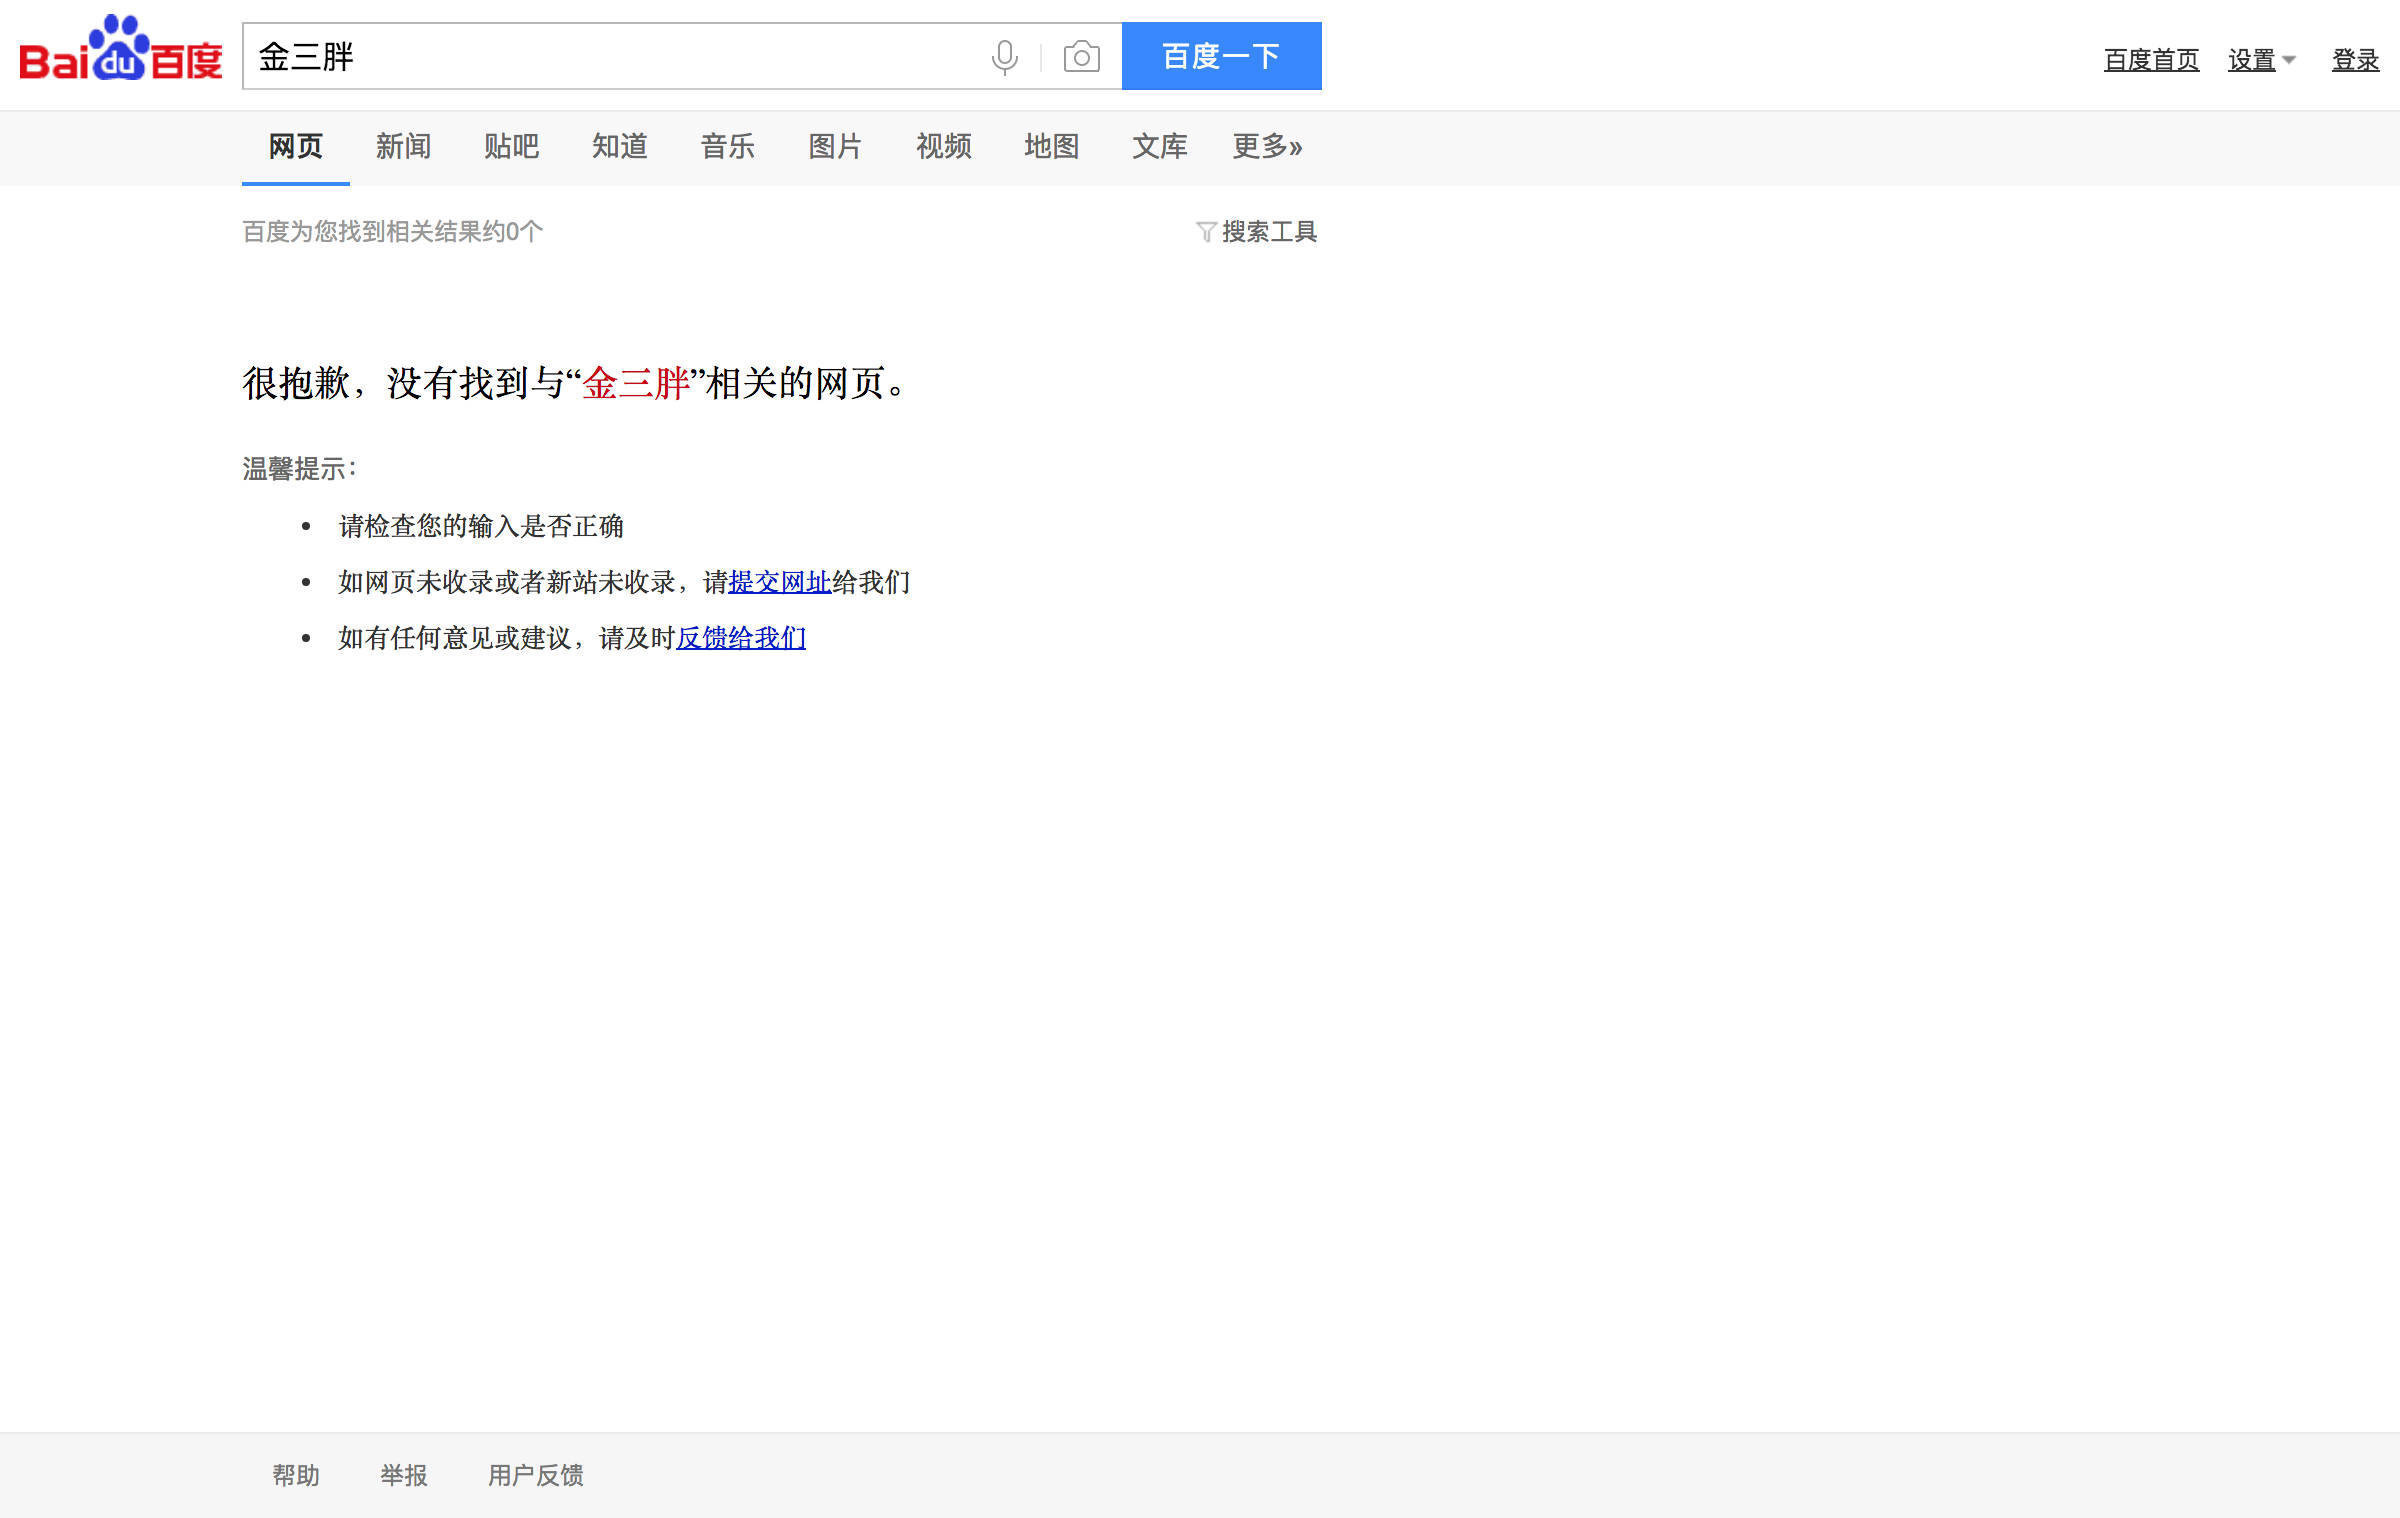 Bai du 百度
金三胖
百度一下
百度首页 设置 登录
网页 新闻 贴吧 知道 音乐 图片 视频 地图 文库 更多»
百度为您找到相关结果约0个
搜索工具
很抱歉，没有找到与“金三胖”相关的网页。
温馨提示：
• 请检查您的输入是否正确
• 如网页未收录或者新站未收录，请提交网址给我们
• 如有任何意见或建议，请及时反馈给我们
帮助 举报 用户反馈